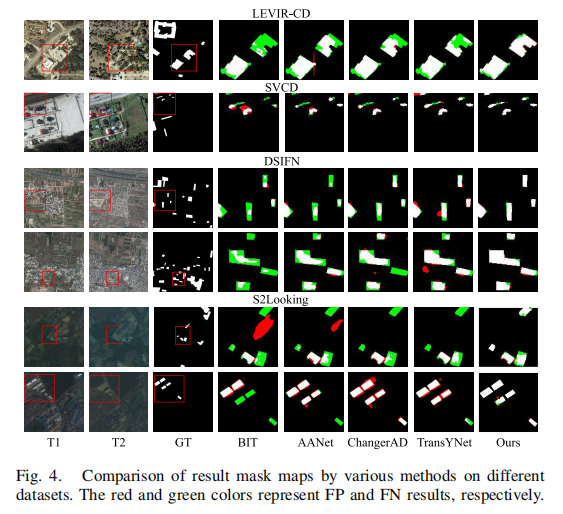 LEVIR-CD
SVCD
DSIFN
S2Looking
T1 T2 GT BIT AANet ChangerAD TransYNet Ours
Fig. 4. Comparison of result mask maps by various methods on different
datasets. The red and green colors represent FP and FN results, respectively.